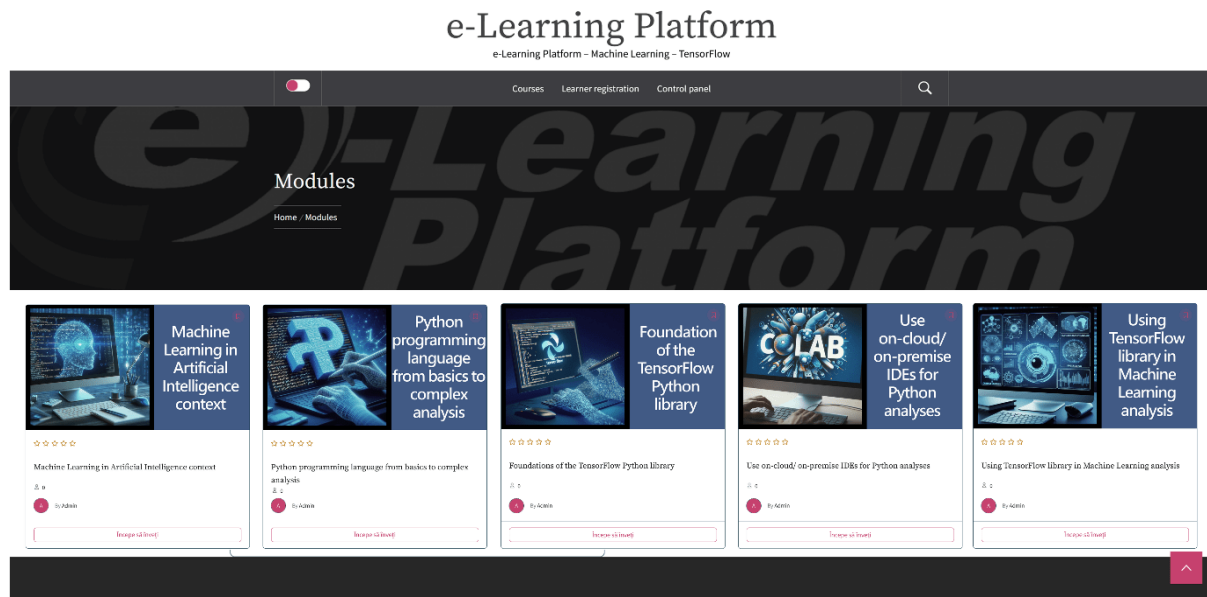 e-Learning Platform
e-Learning Platform – Machine Learning – TensorFlow
Courses Learner registration Control panel
e-Learning
Platform
Modules
Home / Modules
Machine
Learning in
Artificial
Intelligence
context
Machine Learning in Artificial Intelligence context
0
A By Admin
Începe să înveți
Python
programming
language
from basics to
complex
analysis
Python programming language from basics to complex
analysis
0
A By Admin
Începe să înveți
Foundation
of the
TensorFlow
Python
library
Foundations of the TensorFlow Python library
0
A By Admin
Începe să înveți
COLAB
Use
on-cloud/
on-premise
IDEs for
Python
analyses
Use on-cloud/ on-premise IDEs for Python analyses
0
A By Admin
Începe să înveți
Using
TensorFlow
library in
Machine
Learning
analysis
Using TensorFlow library in Machine Learning analysis
0
A By Admin
Începe să înveți